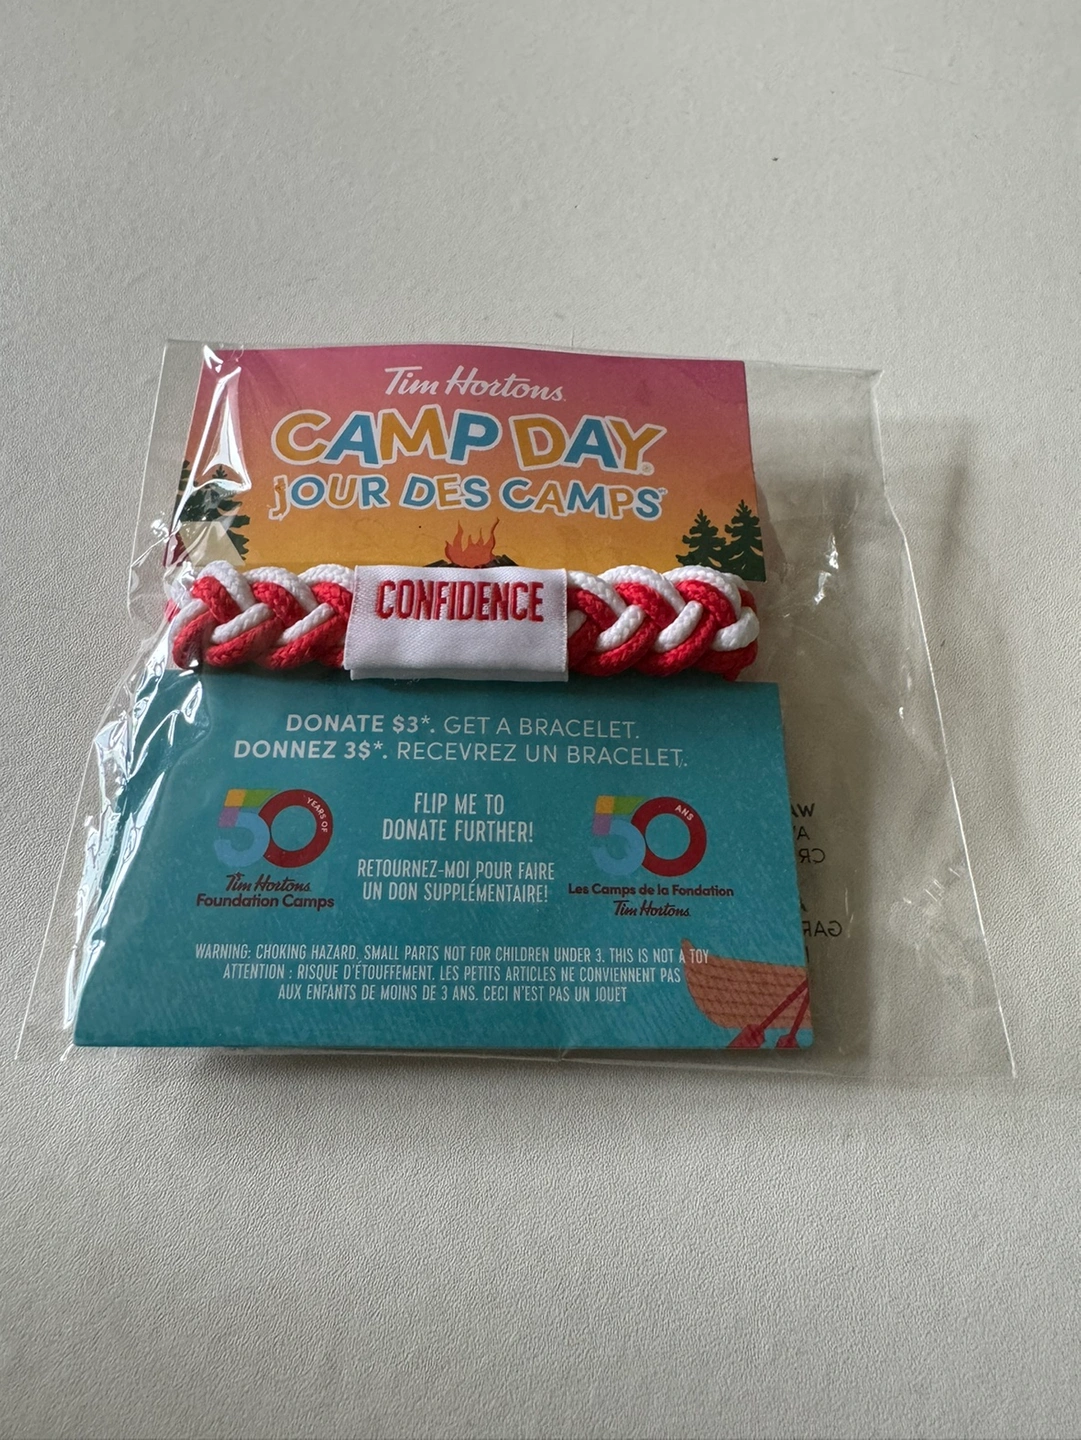 Tim Hortons
CAMP DAY
JOUR DES CAMPS
CONFIDENCE
DONATE $3*. GET A BRACELET.
DONNEZ 3$*. RECEVREZ UN BRACELET.
50 YEARS OF
Tim Hortons
Foundation Camps
FLIP ME TO
DONATE FURTHER!
RETOURNEZ-MOI POUR FAIRE
UN DON SUPPLÉMENTAIRE!
50 ANS
Les Camps de la Fondation
Tim Hortons
WARNING: CHOKING HAZARD. SMALL PARTS NOT FOR CHILDREN UNDER 3. THIS IS NOT A TOY
ATTENTION : RISQUE D'ÉTOUFFEMENT. LES PETITS ARTICLES NE CONVIENNENT PAS
AUX ENFANTS DE MOINS DE 3 ANS. CECI N'EST PAS UN JOUET